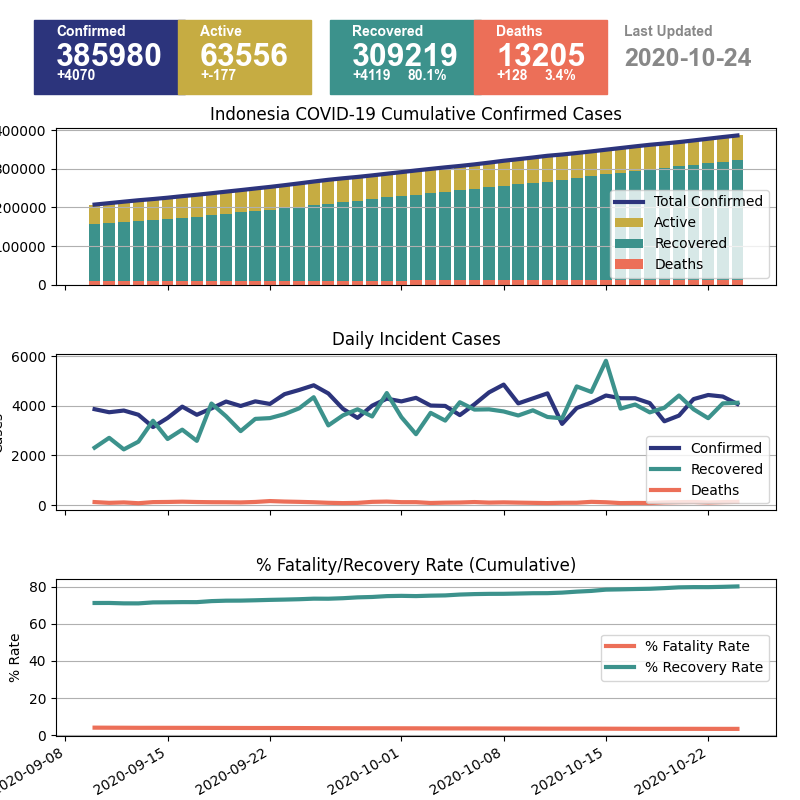 Confirmed
385980
+4070
Active
63556
+-177
Recovered
309219
+4119 80.1%
Deaths
13205
+128 3.4%
Last Updated
2020-10-24
Indonesia COVID-19 Cumulative Confirmed Cases
400000
300000
200000
100000
0
Total Confirmed
Active
Recovered
Deaths
Daily Incident Cases
6000
4000
2000
0
Cases
Confirmed
Recovered
Deaths
% Fatality/Recovery Rate (Cumulative)
80
60
40
20
0
% Rate
% Fatality Rate
% Recovery Rate
2020-09-08
2020-09-15
2020-09-22
2020-10-01
2020-10-08
2020-10-15
2020-10-22